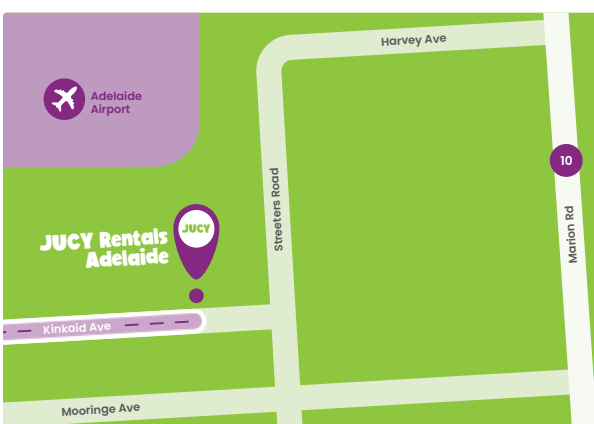 Harvey Ave
Adelaide
Airport
10
Streeters Road
Marion Rd
JUCY
JUCY Rentals
Adelaide
Kinkaid Ave
Mooringe Ave